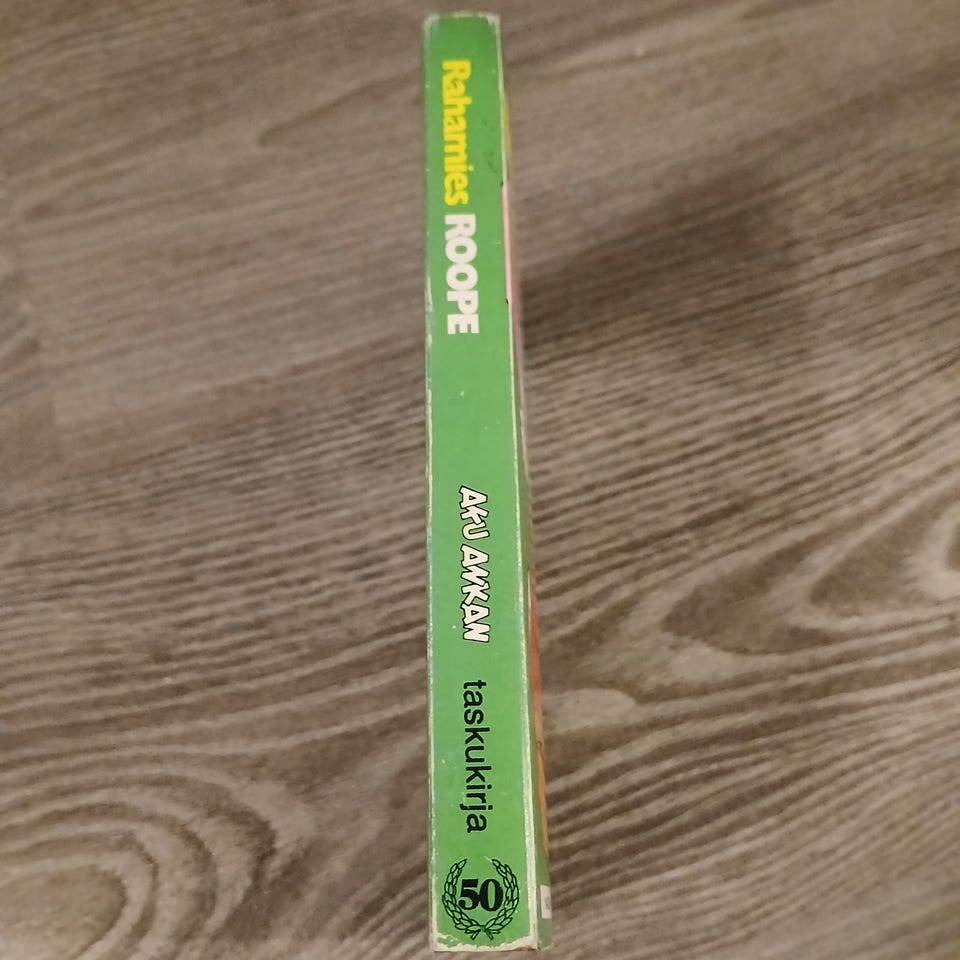 Rahamies ROOPE
AKU ANKAN
taskukirja
50